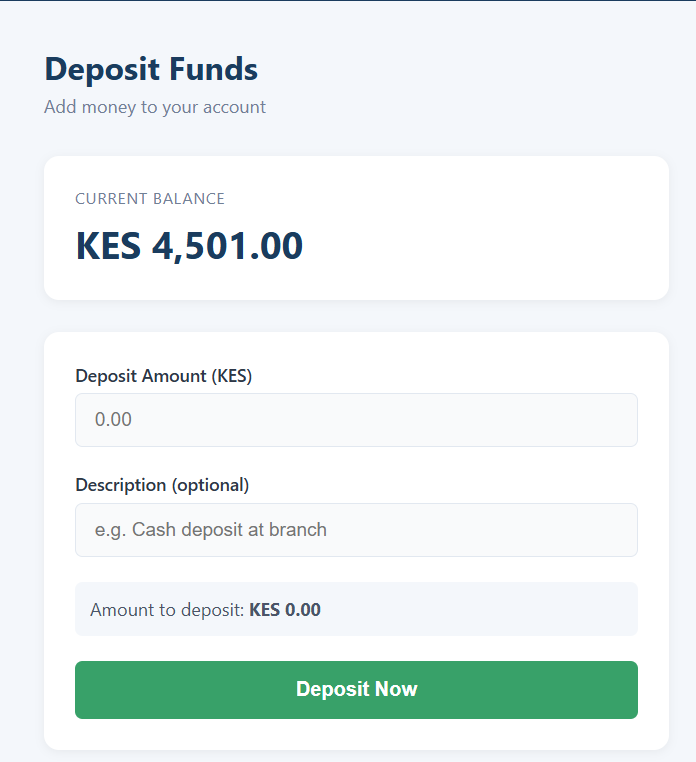 Deposit Funds
Add money to your account
CURRENT BALANCE
KES 4,501.00
Deposit Amount (KES)
0.00
Description (optional)
e.g. Cash deposit at branch
Amount to deposit: KES 0.00
Deposit Now